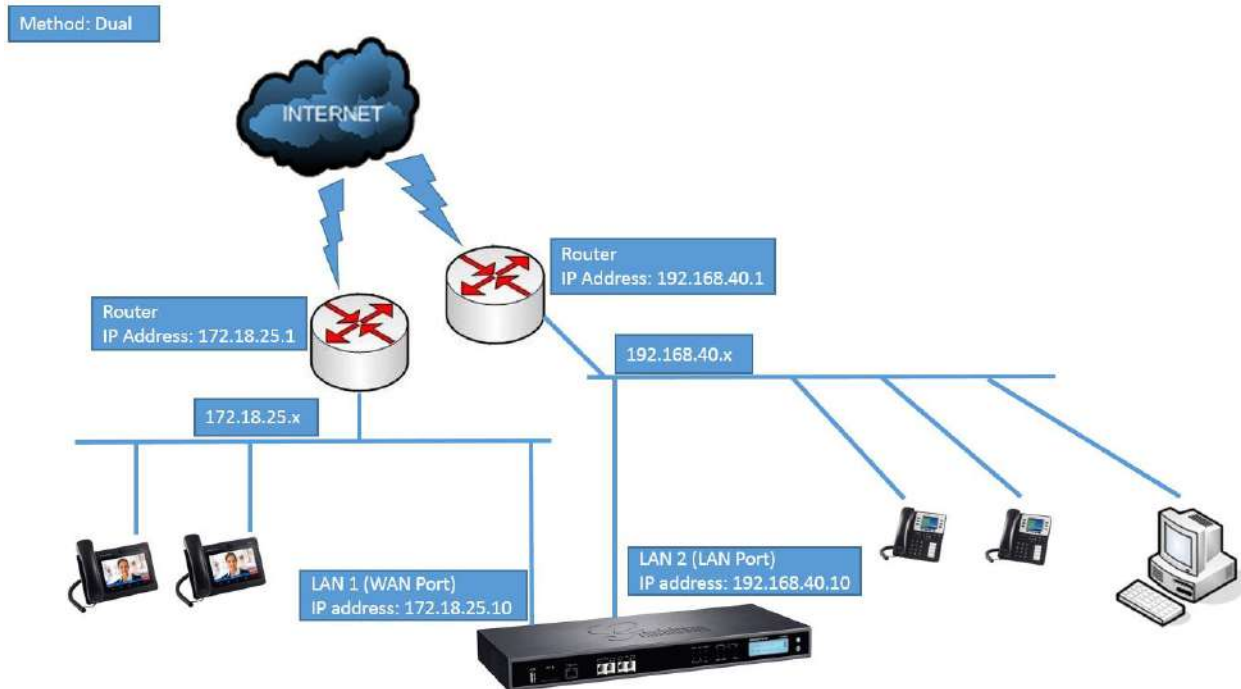 Method: Dual
INTERNET
Router
IP Address: 192.168.40.1
Router
IP Address: 172.18.25.1
192.168.40.x
172.18.25.x
LAN 1 (WAN Port)
IP address: 172.18.25.10
LAN 2 (LAN Port)
IP address: 192.168.40.10